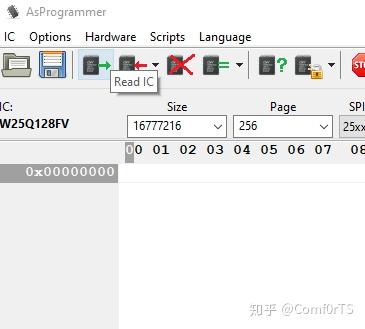 AsProgrammer
IC Options Hardware Scripts Language
Read IC
IC: Size Page SPI
W25Q128FV 16777216 256 25xx
00 01 02 03 04 05 06 07 08
0x00000000
STO
知乎 @Comf0rTS